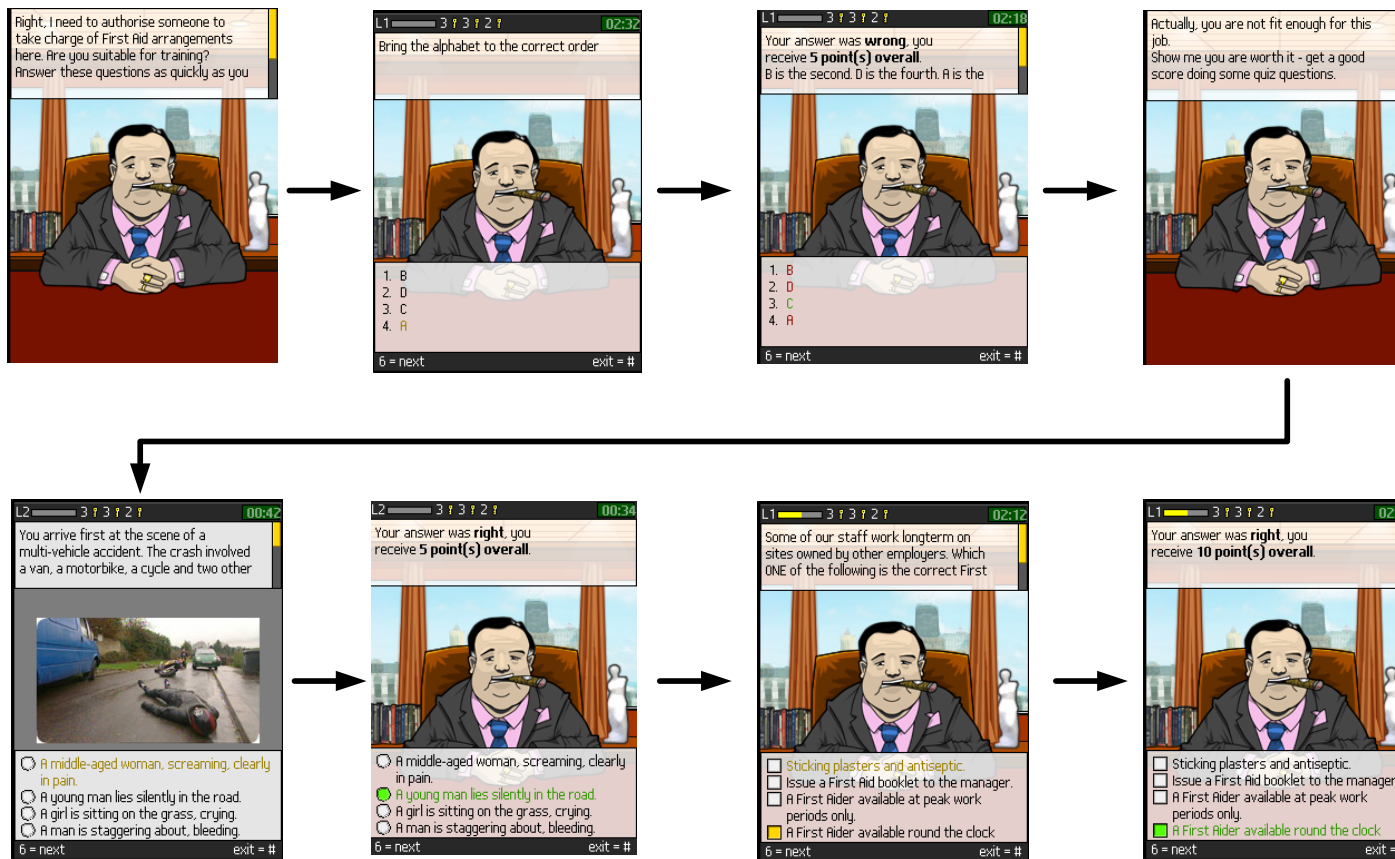 Right, I need to authorise someone to
take charge of First Aid arrangements
here. Are you suitable for training?
Answer these questions as quickly as you
L1 3 3 2 02:32
Bring the alphabet to the correct order
1. B
2. D
3. C
4. A
6 = next exit = #
L1 3 3 2 02:18
Your answer was wrong, you
receive 5 point(s) overall.
B is the second. D is the fourth. A is the
1. B
2. D
3. C
4. A
6 = next exit = #
Actually, you are not fit enough for this
job.
Show me you are worth it - get a good
score doing some quiz questions.
L2 3 3 2 00:42
You arrive first at the scene of a
multi-vehicle accident. The crash involved
a van, a motorbike, a cycle and two other
A middle-aged woman, screaming, clearly
in pain.
A young man lies silently in the road.
A girl is sitting on the grass, crying.
A man is staggering about, bleeding.
6 = next exit = #
L2 3 3 2 00:34
Your answer was right, you
receive 5 point(s) overall.
A middle-aged woman, screaming, clearly
in pain.
A young man lies silently in the road.
A girl is sitting on the grass, crying.
A man is staggering about, bleeding.
6 = next exit = #
L1 3 3 2 02:12
Some of our staff work longterm on
sites owned by other employers. Which
ONE of the following is the correct First
Sticking plasters and antiseptic.
Issue a First Aid booklet to the manager.
A First Aider available at peak work
periods only.
A First Aider available round the clock
6 = next exit = #
L1 3 3 2 02
Your answer was right, you
receive 10 point(s) overall.
Sticking plasters and antiseptic.
Issue a First Aid booklet to the manager
A First Aider available at peak work
periods only.
A First Aider available round the clock
6 = next exit =